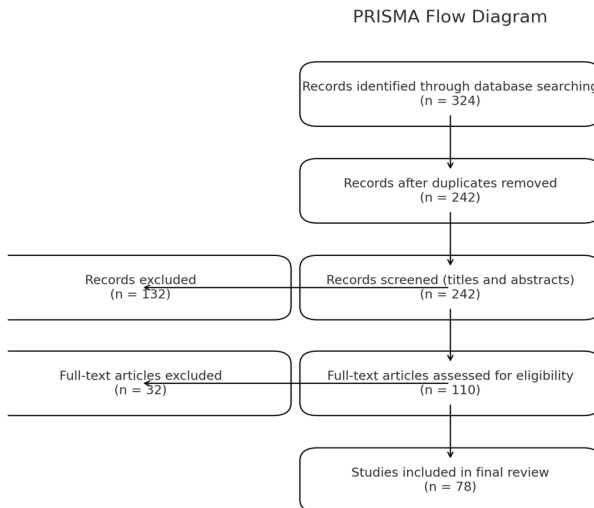 PRISMA Flow Diagram
Records identified through database searching
(n = 324)
Records after duplicates removed
(n = 242)
Records excluded
(n = 132)
Records screened (titles and abstracts)
(n = 242)
Full-text articles excluded
(n = 32)
Full-text articles assessed for eligibility
(n = 110)
Studies included in final review
(n = 78)